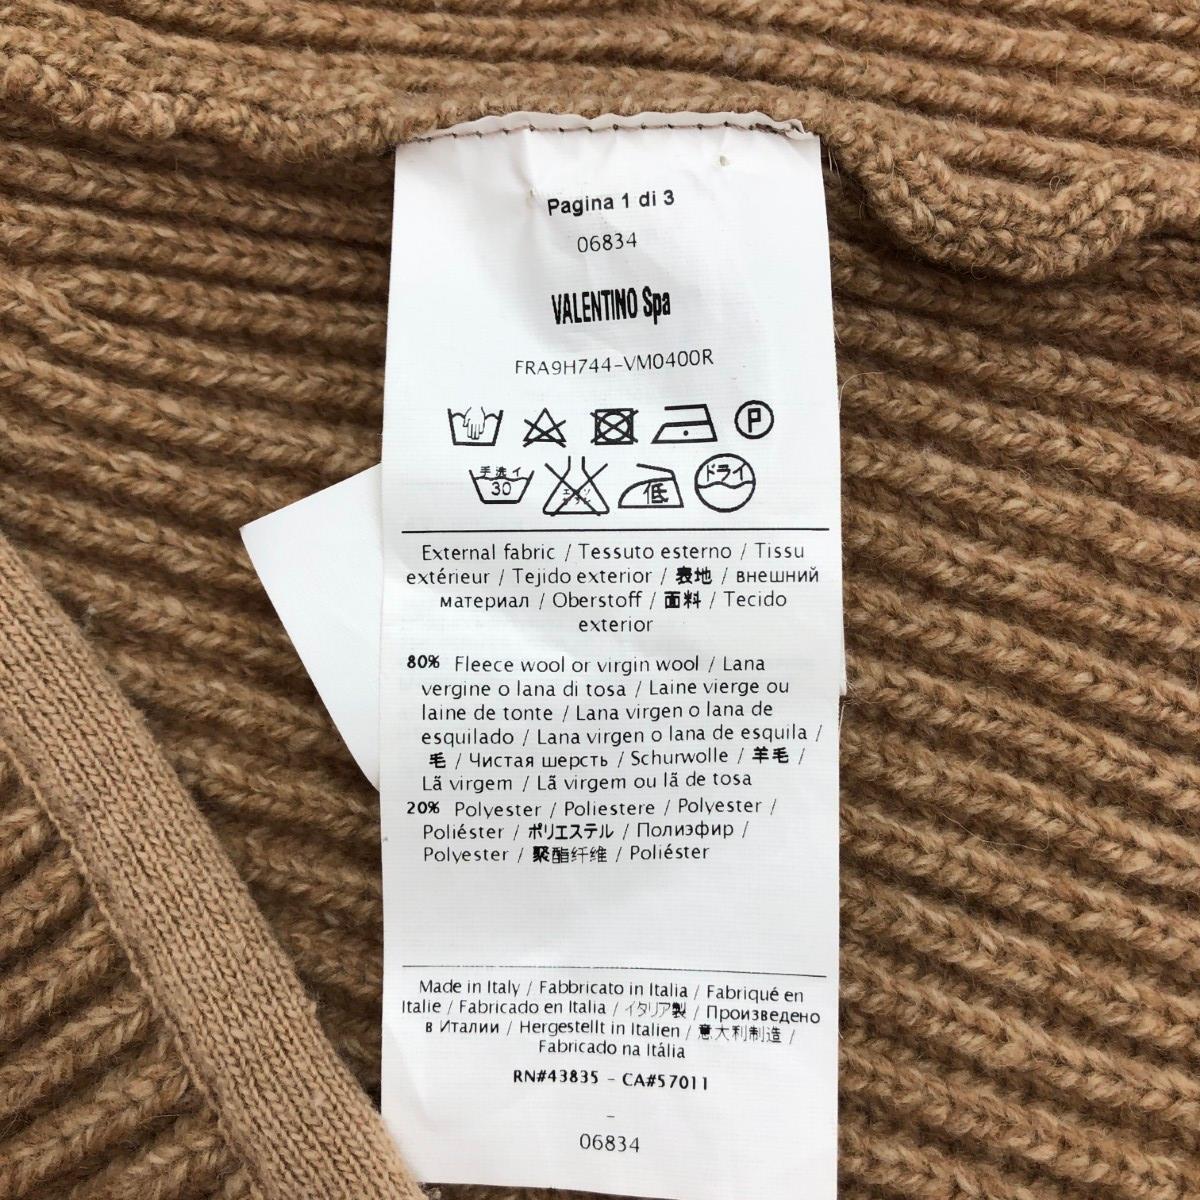 Pagina 1 di 3
06834
VALENTINO Spa
FRA9H744-VM0400R
P
手洗イ ドライ
30 エンソ 低
External fabric / Tessuto esterno / Tissu
extérieur / Tejido exterior / 表地 / внешний
материал / Oberstoff / 面料 / Tecido
exterior
80% Fleece wool or virgin wool / Lana
vergine o lana di tosa / Laine vierge ou
laine de tonte / Lana virgen o lana de
esquilado / Lana virgen o lana de esquila /
毛 / Чистая шерсть / Schurwolle / 羊毛 /
Lã virgem / Lã virgem ou lã de tosa
20% Polyester / Poliestere / Polyester /
Poliéster / ポリエステル / Полиэфир /
Polyester / 聚酯纤维 / Poliéster
Made in Italy / Fabbricato in Italia / Fabriqué en
Italie / Fabricado en Italia / イタリア製 / Произведено
в Италии / Hergestellt in Italien / 意大利制造 /
Fabricado na Itália
RN#43835 - CA#57011
-
06834